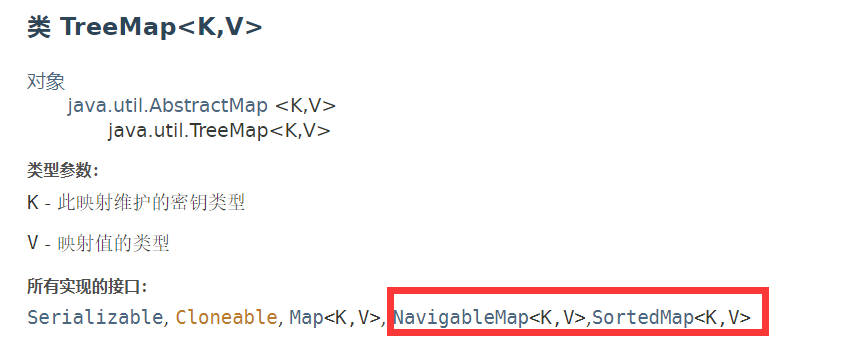 类 TreeMap<K,V>
对象
java.util.AbstractMap <K,V>
java.util.TreeMap<K,V>
类型参数：
K - 此映射维护的密钥类型
V - 映射值的类型
所有实现的接口：
Serializable, Cloneable, Map<K,V>, NavigableMap<K,V>,SortedMap<K,V>